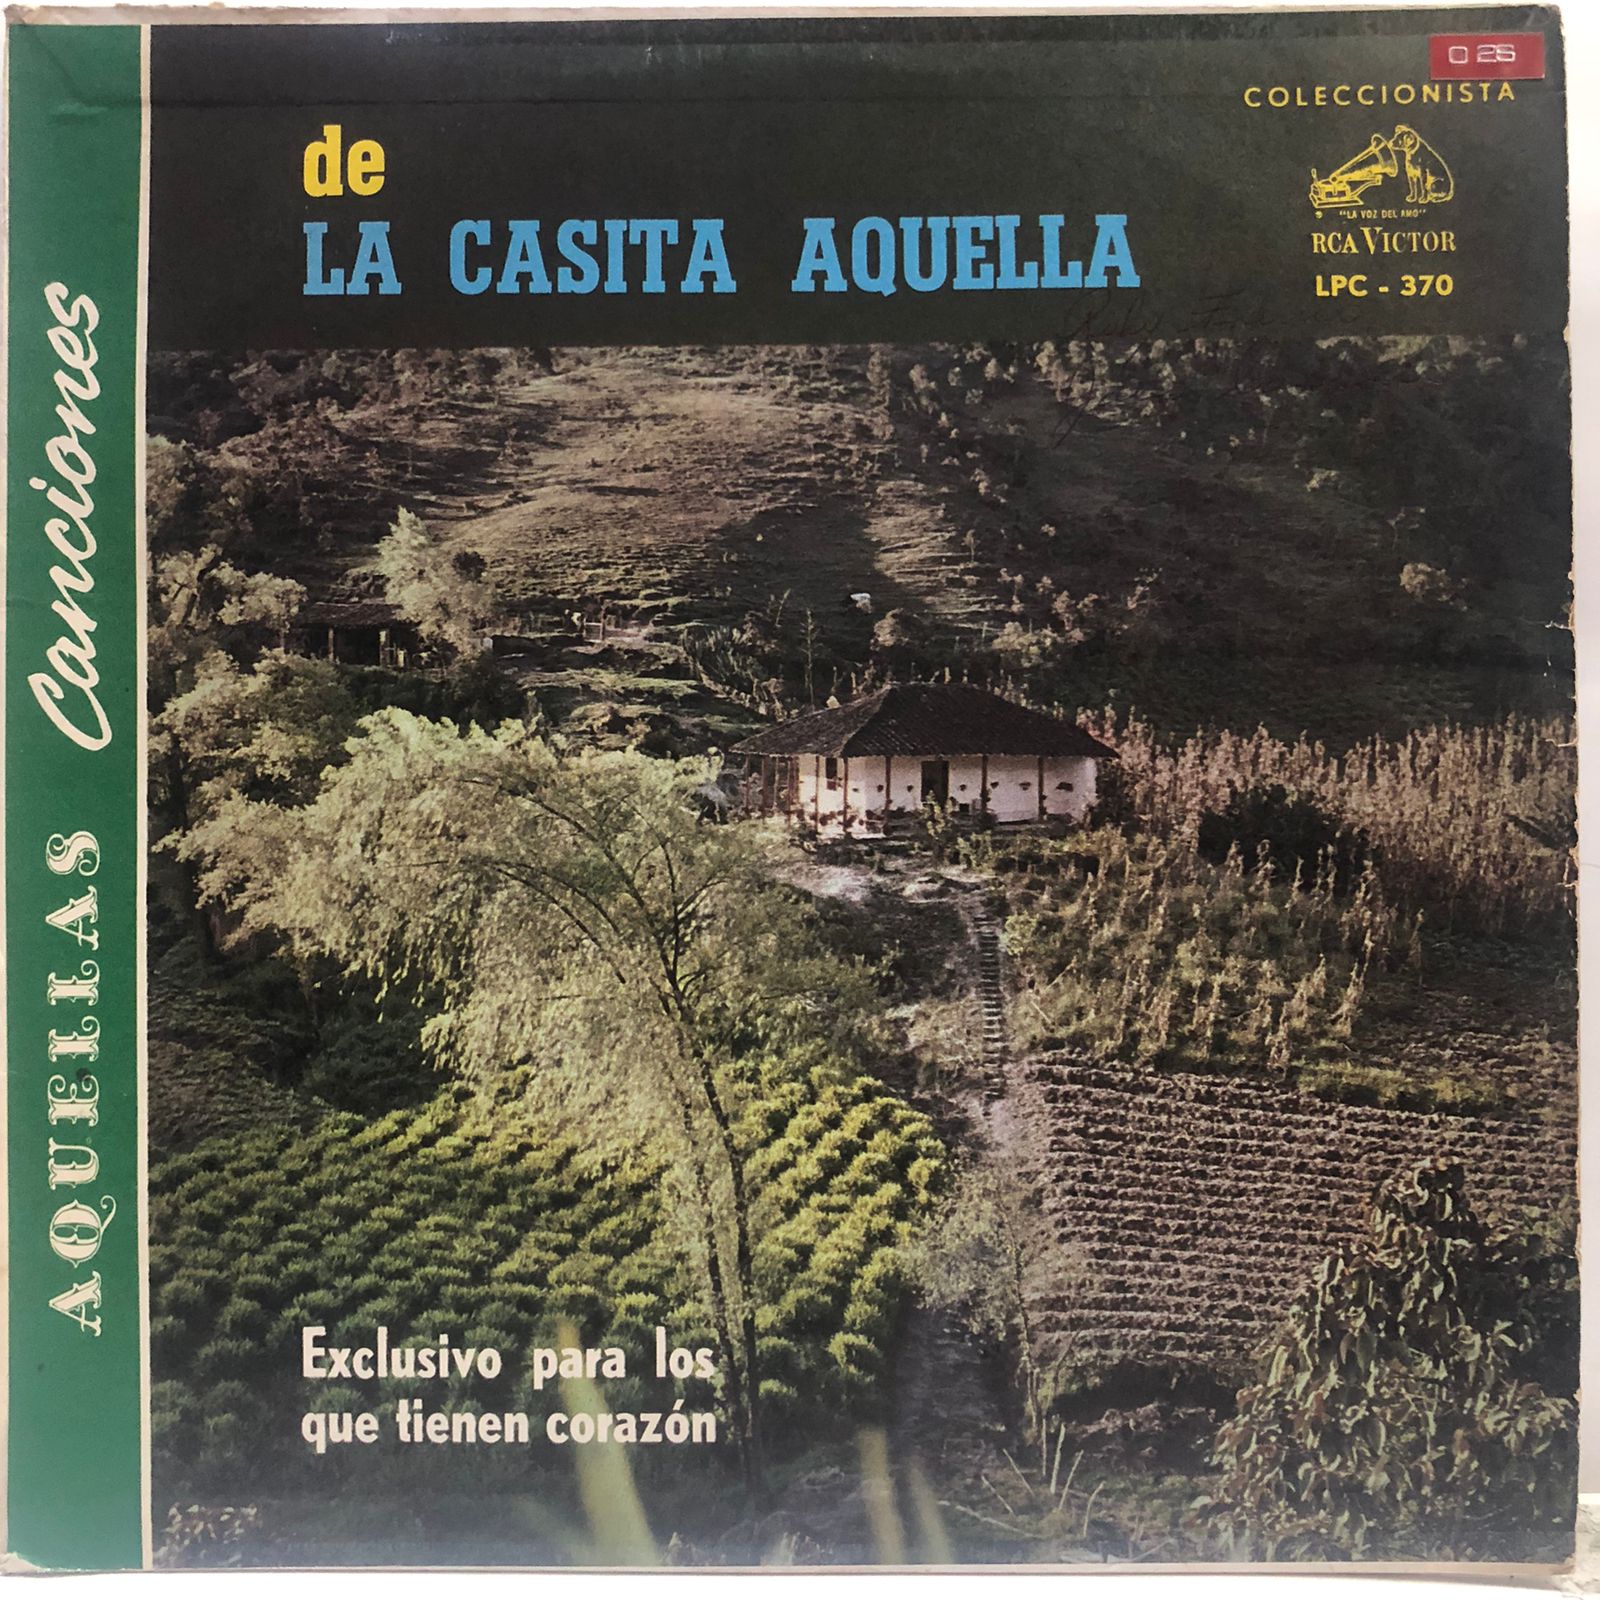 AQUELLAS Canciones
de
LA CASITA AQUELLA
O 26
COLECCIONISTA
"LA VOZ DEL AMO"
RCA VICTOR
LPC - 370
Exclusivo para los
que tienen corazón